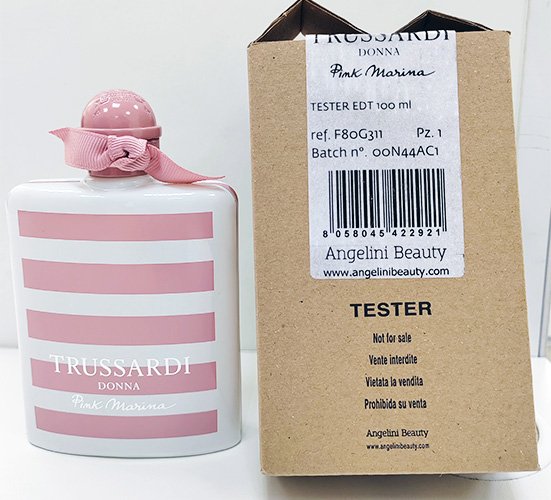 TRUSSARDI
DONNA
Pink Marina
TRUSSARDI
DONNA
Pink Marina
TESTER EDT 100 ml
ref. F80G311 Pz. 1
Batch n°. 00N44AC1
8 058045 422921
Angelini Beauty
www.angelinibeauty.com
TESTER
Not for sale
Vente interdite
Vietata la vendita
Prohibida su venta
Angelini Beauty
www.angelinibeauty.com